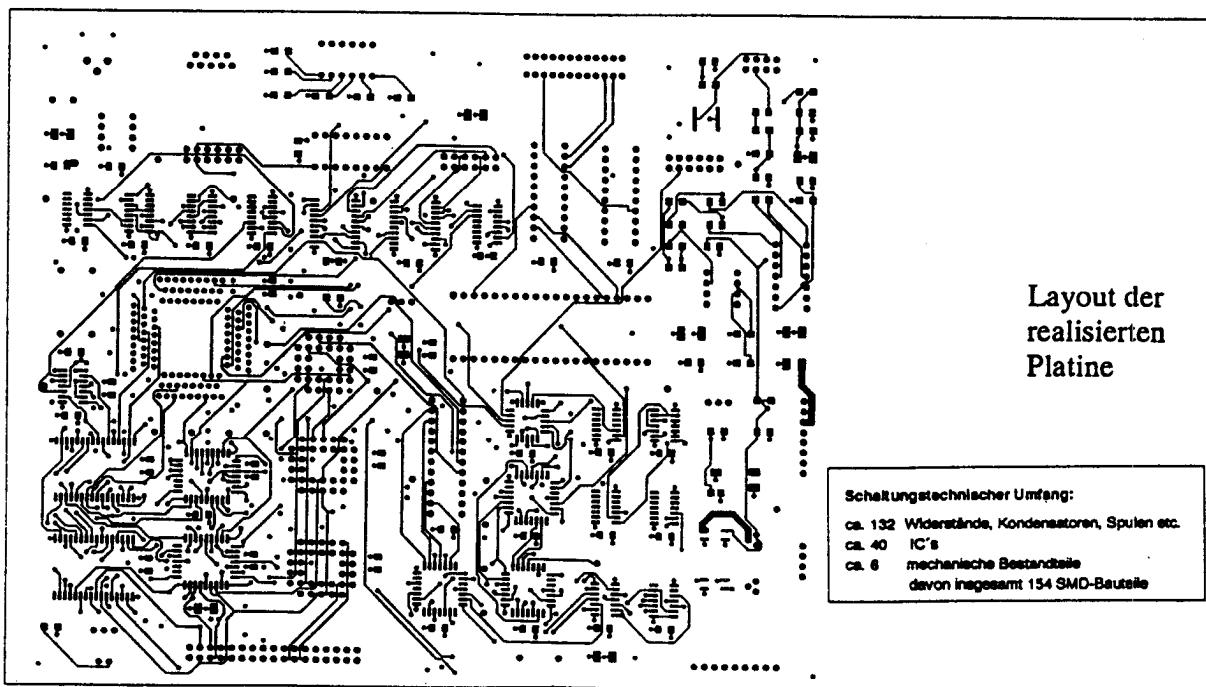 Layout der
realisierten
Platine
Schaltungstechnischer Umfang:
ca. 132 Widerstände, Kondensatoren, Spulen etc.
ca. 40 IC´s
ca. 6 mechanische Bestandteile
davon insgesamt 154 SMD-Bauteile